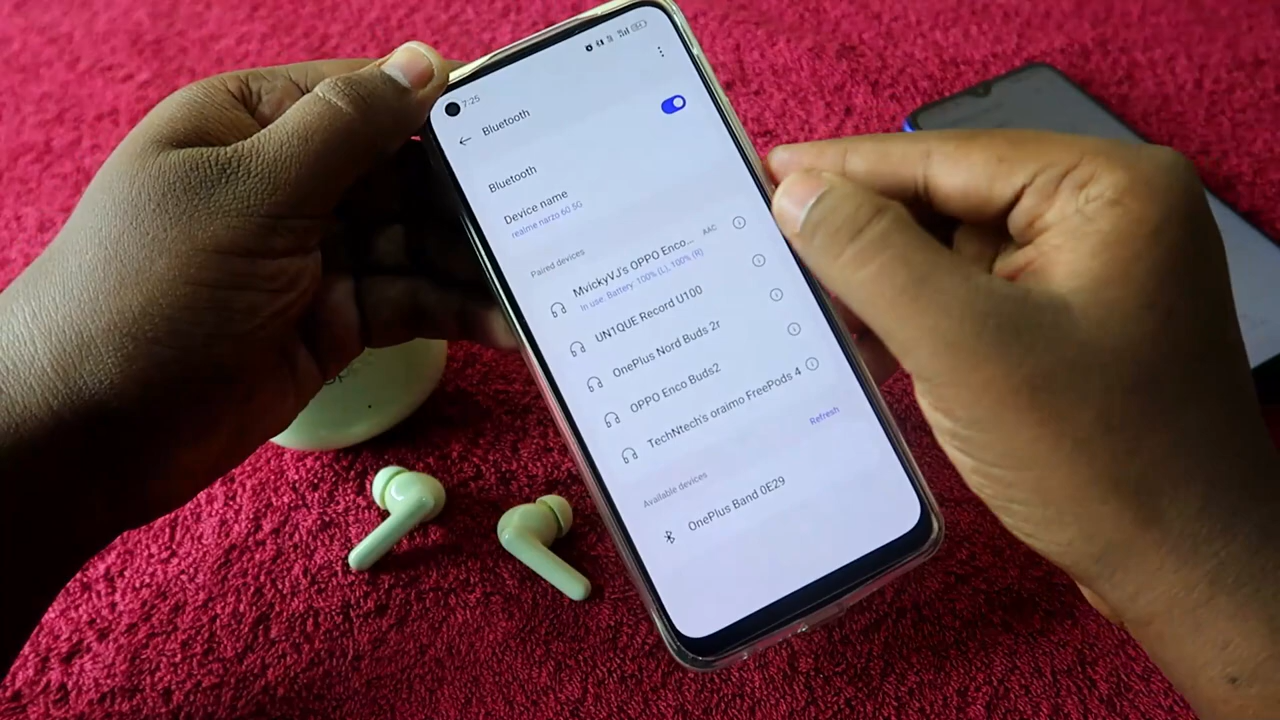 7:25
Bluetooth
Bluetooth
Device name
realme narzo 60 5G
Paired devices
MvickyVJ's OPPO Enco... AAC
In use: Battery: 100% (L), 100% (R)
UN1QUE Record U100
OnePlus Nord Buds 2r
OPPO Enco Buds2
TechNtech's oraimo FreePods 4
Available devices
Refresh
OnePlus Band 0E29